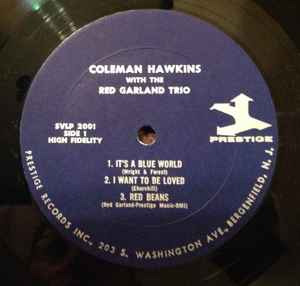 COLEMAN HAWKINS
WITH THE
RED GARLAND TRIO
SVLP 2001
SIDE 1
HIGH FIDELITY
PRESTIGE
1. IT'S A BLUE WORLD
(Wright & Forest)
2. I WANT TO BE LOVED
(Churchill)
3. RED BEANS
(Red Garland-Prestige Music-BMI)
PRESTIGE RECORDS INC., 203 S. WASHINGTON AVE. BERGENFIELD, N. J.